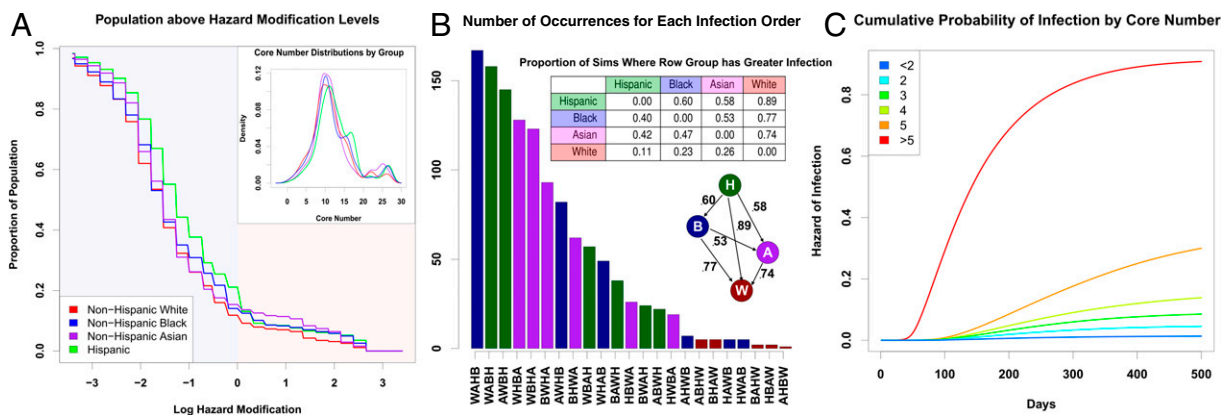 A
Population above Hazard Modification Levels
Proportion of Population
1.0
0.8
0.6
0.4
0.2
0.0
Core Number Distributions by Group
Density
0.12
0.08
0.04
0.00
0 5 10 15 20 25 30
Core Number
Non-Hispanic White
Non-Hispanic Black
Non-Hispanic Asian
Hispanic
-3 -2 -1 0 1 2 3
Log Hazard Modification
B
Number of Occurrences for Each Infection Order
150
100
50
0
Proportion of Sims Where Row Group has Greater Infection
Hispanic Black Asian White
Hispanic 0.00 0.60 0.58 0.89
Black 0.40 0.00 0.53 0.77
Asian 0.42 0.47 0.00 0.74
White 0.11 0.23 0.26 0.00
H
.60 .58
B .89
.53 A
.77 .74
W
WAHB
WABH
AWBH
WHBA
WBHA
BWHA
AWHB
BHWA
WBAH
WHAB
BAWH
HBWA
BWAH
ABWH
HWBA
AHWB
ABHW
BHAW
HAWB
HWAB
BAHW
HBAW
AHBW
C
Cumulative Probability of Infection by Core Number
Hazard of Infection
0.8
0.6
0.4
0.2
0.0
<2
2
3
4
5
>5
0 100 200 300 400 500
Days